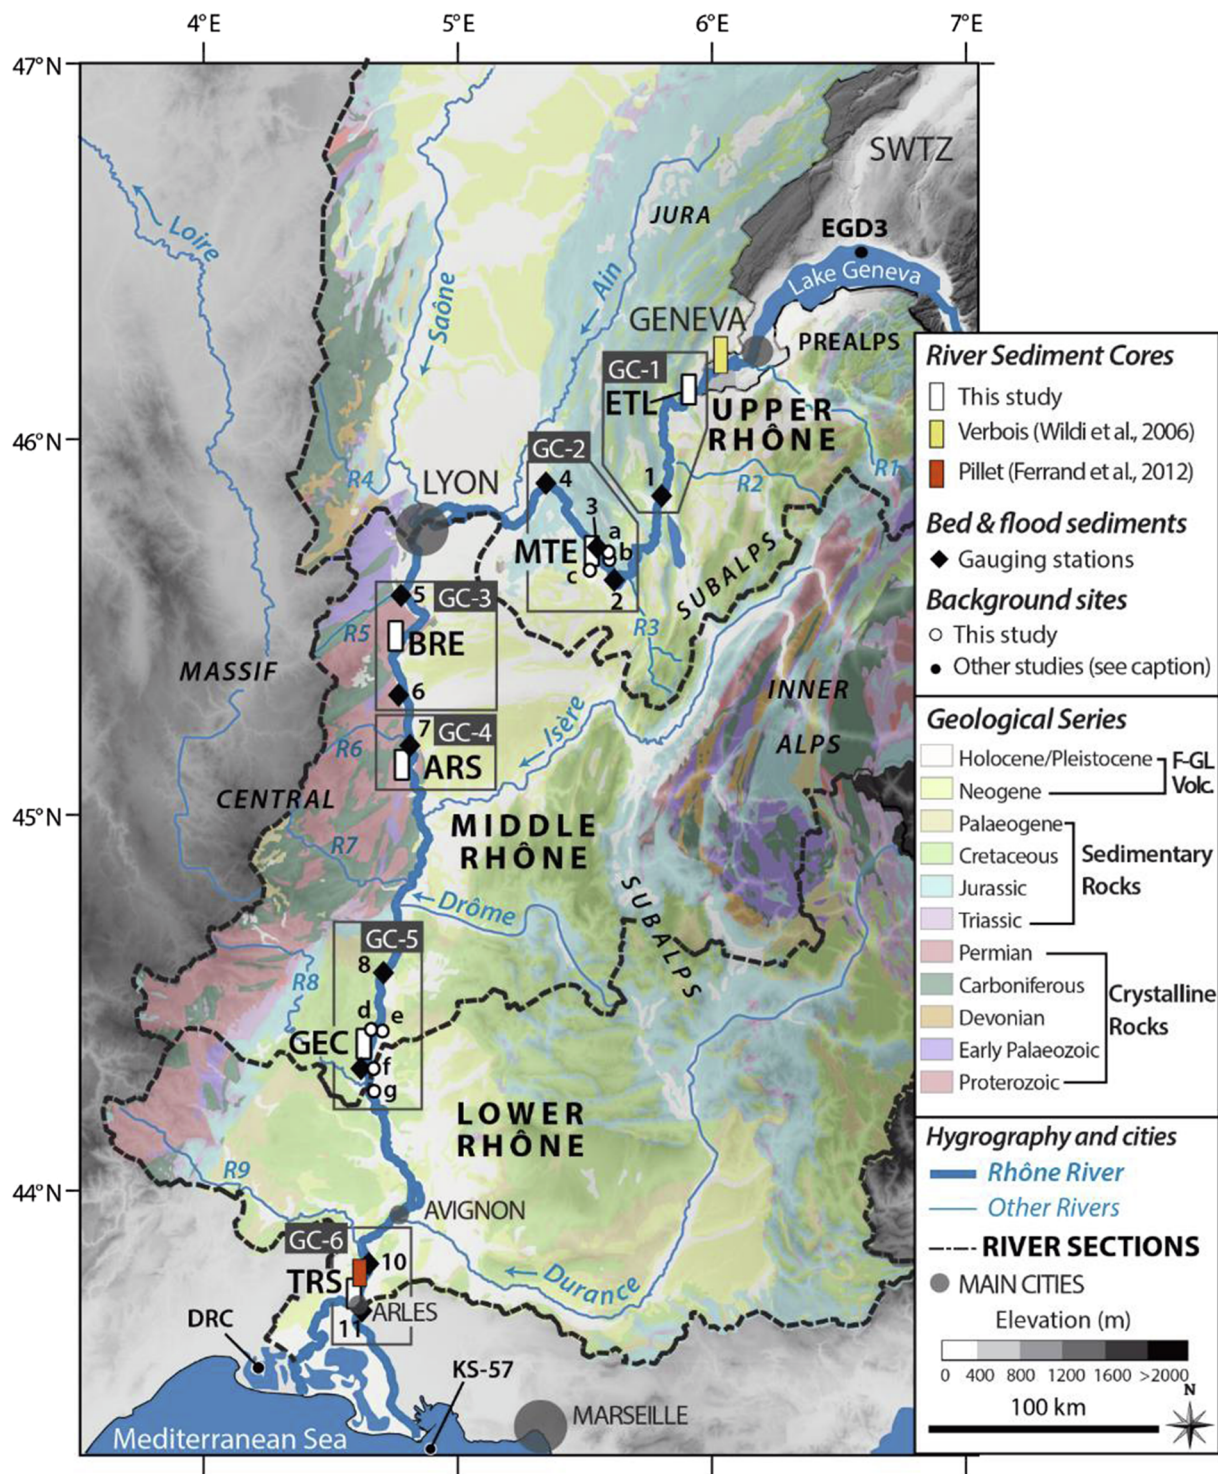 4°E 5°E 6°E 7°E
47°N
SWTZ
JURA
EGD3
Loire
Lake Geneva
Ain
Saône
GENEVA
PREALPS
GC-1
ETL
UPPER
RHÔNE
46°N
GC-2
R4
LYON
4
1
R2
R1
3
a
MTE
b
c
2
SUBALPS
5
GC-3
R5
BRE
R3
MASSIF
6
INNER
Isère
7
GC-4
R6
ALPS
ARS
CENTRAL
45°N
MIDDLE
RHÔNE
R7
SUBALPS
Drôme
GC-5
8
R8
d
e
GEC
f
g
LOWER
RHÔNE
R9
44°N
AVIGNON
GC-6
10
TRS
Durance
DRC
ARLES
11
KS-57
MARSEILLE
Mediterranean Sea
River Sediment Cores
This study
Verbois (Wildi et al., 2006)
Pillet (Ferrand et al., 2012)
Bed & flood sediments
Gauging stations
Background sites
This study
Other studies (see caption)
Geological Series
Holocene/Pleistocene
F-GL
Volc.
Neogene
Palaeogene
Cretaceous
Sedimentary
Rocks
Jurassic
Triassic
Permian
Carboniferous
Crystalline
Rocks
Devonian
Early Palaeozoic
Proterozoic
Hygrography and cities
Rhône River
Other Rivers
RIVER SECTIONS
MAIN CITIES
Elevation (m)
0 400 800 1200 1600 >2000
N
100 km